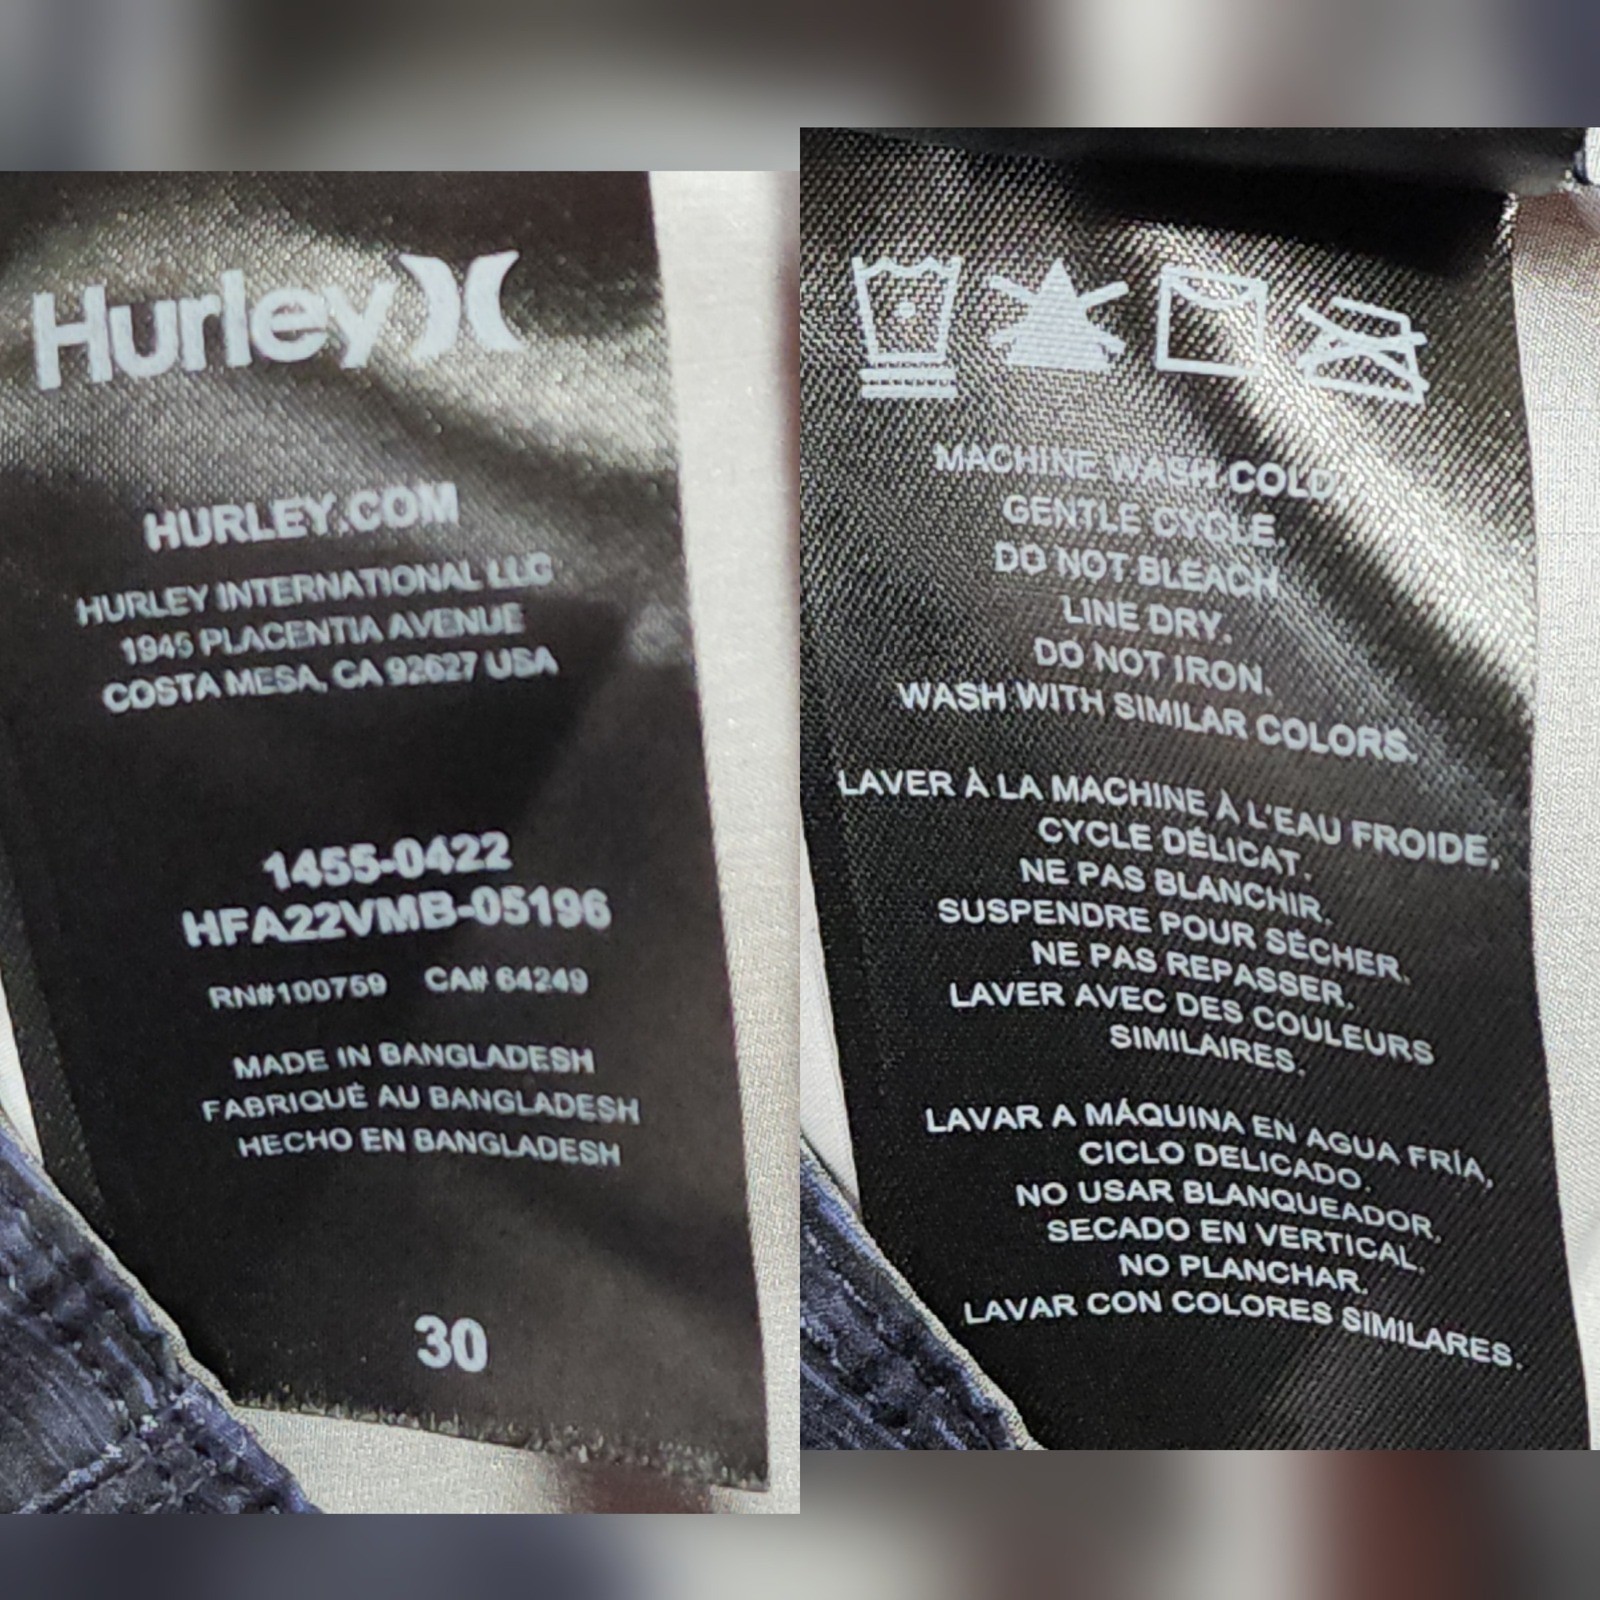 Hurley
HURLEY.COM
HURLEY INTERNATIONAL LLC
1945 PLACENTIA AVENUE
COSTA MESA, CA 92627 USA
1455-0422
HFA22VMB-05196
RN#100759 CA# 64249
MADE IN BANGLADESH
FABRIQUÉ AU BANGLADESH
HECHO EN BANGLADESH
30
MACHINE WASH COLD,
GENTLE CYCLE.
DO NOT BLEACH.
LINE DRY.
DO NOT IRON.
WASH WITH SIMILAR COLORS.
LAVER À LA MACHINE À L'EAU FROIDE,
CYCLE DÉLICAT.
NE PAS BLANCHIR.
SUSPENDRE POUR SÉCHER.
NE PAS REPASSER.
LAVER AVEC DES COULEURS
SIMILAIRES.
LAVAR A MÁQUINA EN AGUA FRÍA,
CICLO DELICADO.
NO USAR BLANQUEADOR.
SECADO EN VERTICAL.
NO PLANCHAR.
LAVAR CON COLORES SIMILARES.